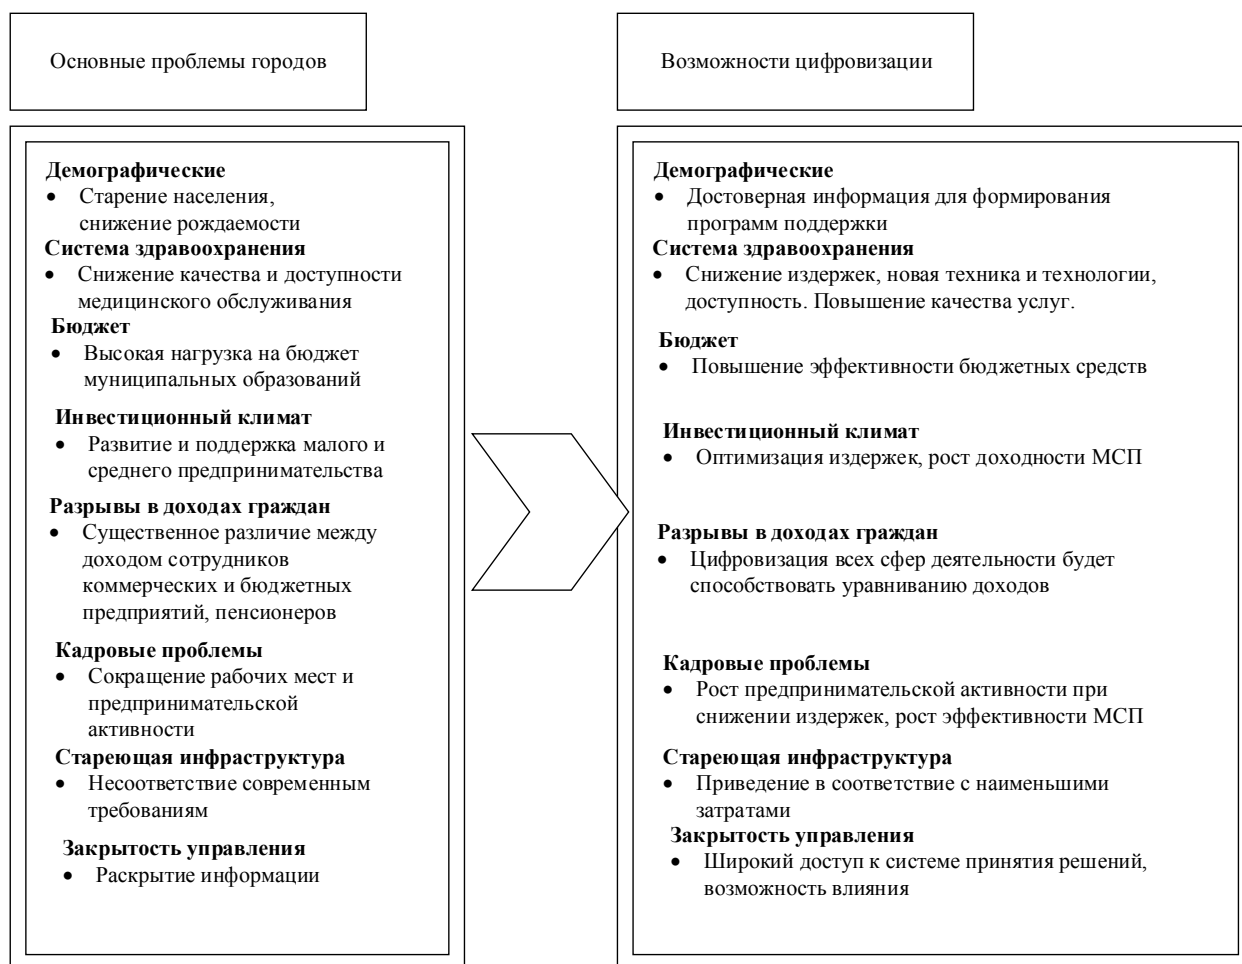 Основные проблемы городов
Возможности цифровизации
Демографические
• Старение населения,
снижение рождаемости
Система здравоохранения
• Снижение качества и доступности
медицинского обслуживания
Бюджет
• Высокая нагрузка на бюджет
муниципальных образований
Инвестиционный климат
• Развитие и поддержка малого и
среднего предпринимательства
Разрывы в доходах граждан
• Существенное различие между
доходом сотрудников
коммерческих и бюджетных
предприятий, пенсионеров
Кадровые проблемы
• Сокращение рабочих мест и
предпринимательской
активности
Стареющая инфраструктура
• Несоответствие современным
требованиям
Закрытость управления
• Раскрытие информации
Демографические
• Достоверная информация для формирования
программ поддержки
Система здравоохранения
• Снижение издержек, новая техника и технологии,
доступность. Повышение качества услуг.
Бюджет
• Повышение эффективности бюджетных средств
Инвестиционный климат
• Оптимизация издержек, рост доходности МСП
Разрывы в доходах граждан
• Цифровизация всех сфер деятельности будет
способствовать уравниванию доходов
Кадровые проблемы
• Рост предпринимательской активности при
снижении издержек, рост эффективности МСП
Стареющая инфраструктура
• Приведение в соответствие с наименьшими
затратами
Закрытость управления
• Широкий доступ к системе принятия решений,
возможность влияния